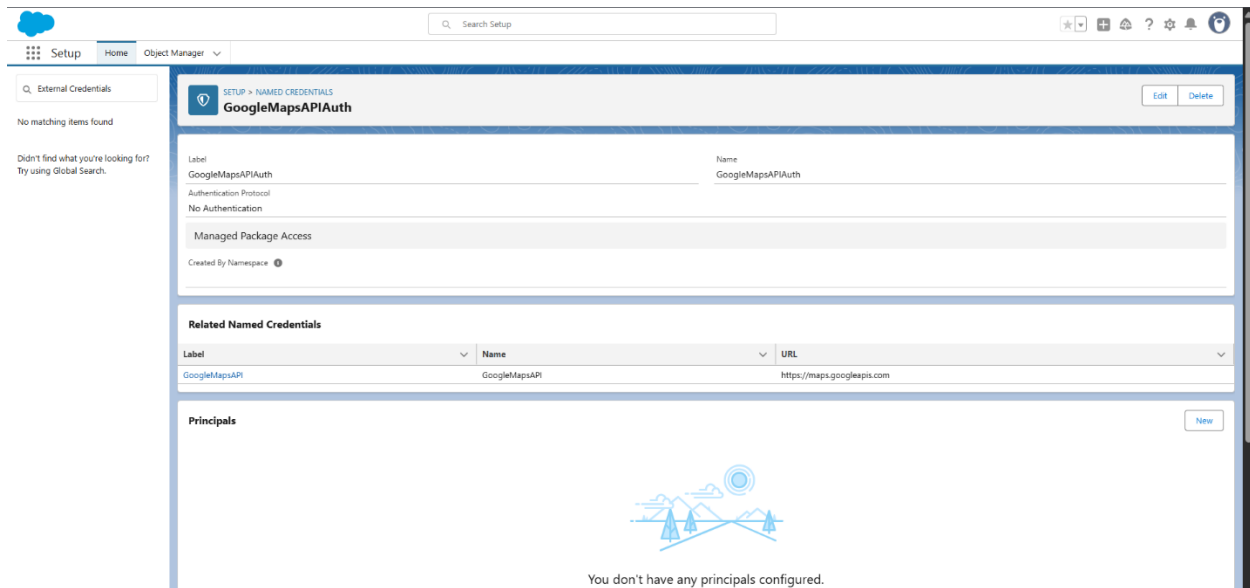 Search Setup
Setup Home Object Manager
External Credentials
No matching items found
Didn't find what you're looking for?
Try using Global Search.
SETUP > NAMED CREDENTIALS
GoogleMapsAPIAuth
Edit Delete
Label Name
GoogleMapsAPIAuth GoogleMapsAPIAuth
Authentication Protocol
No Authentication
Managed Package Access
Created By Namespace
Related Named Credentials
Label Name URL
GoogleMapsAPI GoogleMapsAPI https://maps.googleapis.com
Principals New
You don't have any principals configured.